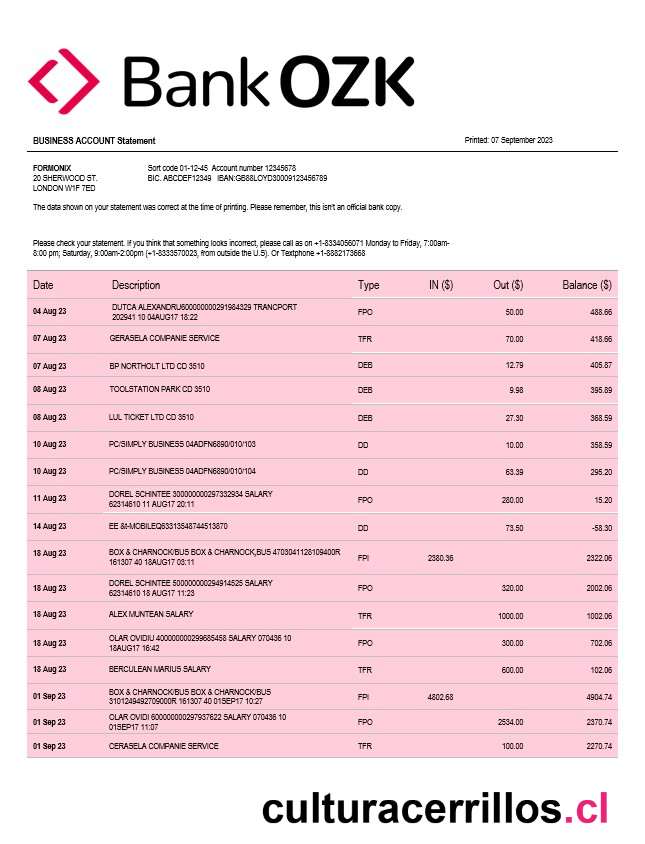 Bank OZK
BUSINESS ACCOUNT Statement Printed: 07 September 2023
FORMONIX Sort code 01-12-45 Account number 12345678
20 SHERWOOD ST. BIC. ABCDEF12349 IBAN:GB88LOYD30009123456789
LONDON W1F 7ED
The data shown on your statement was correct at the time of printing. Please remember, this isn't an official bank copy.
Please check your statement. If you think that something looks incorrect, please call as on +1-8334056071 Monday to Friday, 7:00am-
8:00 pm; Saturday, 9:00am-2:00pm (+1-8333570023, from outside the U.S). Or Textphone +1-8882173668
Date Description Type IN ($) Out ($) Balance ($)
04 Aug 23 DUTCA ALEXANDRU600000000291984329 TRANCPORT
202941 10 04AUG17 18:22 FPO 50.00 488.66
07 Aug 23 GERASELA COMPANIE SERVICE TFR 70.00 418.66
07 Aug 23 BP NORTHOLT LTD CD 3510 DEB 12.79 405.87
08 Aug 23 TOOLSTATION PARK CD 3510 DEB 9.98 395.89
08 Aug 23 LUL TICKET LTD CD 3510 DEB 27.30 368.59
10 Aug 23 PC/SIMPLY BUSINESS 04ADFN6890/010/103 DD 10.00 358.59
10 Aug 23 PC/SIMPLY BUSINESS 04ADFN6890/010/104 DD 63.39 295.20
11 Aug 23 DOREL SCHINTEE 300000000297332934 SALARY
62314610 11 AUG17 20:11 FPO 280.00 15.20
14 Aug 23 EE &t-MOBILEQ63313548744513870 DD 73.50 -58.30
18 Aug 23 BOX & CHARNOCK/BUS BOX & CHARNOCK,BUS 4703041128109400R
161307 40 18AUG17 03:11 FPI 2380.36 2322.06
18 Aug 23 DOREL SCHINTEE 500000000294914525 SALARY
62314610 18 AUG17 11:23 FPO 320.00 2002.06
18 Aug 23 ALEX MUNTEAN SALARY TFR 1000.00 1002.06
18 Aug 23 OLAR OVIDIU 400000000299685458 SALARY 070436 10
18AUG17 16:42 FPO 300.00 702.06
18 Aug 23 BERCULEAN MARIUS SALARY TFR 600.00 102.06
01 Sep 23 BOX & CHARNOCK/BUS BOX & CHARNOCK/BUS
3101249492709000R 161307 40 01SEP17 10:27 FPI 4802.68 4904.74
01 Sep 23 OLAR OVIDI 600000000297937622 SALARY 070436 10
01SEP17 11:07 FPO 2534.00 2370.74
01 Sep 23 CERASELA COMPANIE SERVICE TFR 100.00 2270.74
culturacerrillos.cl